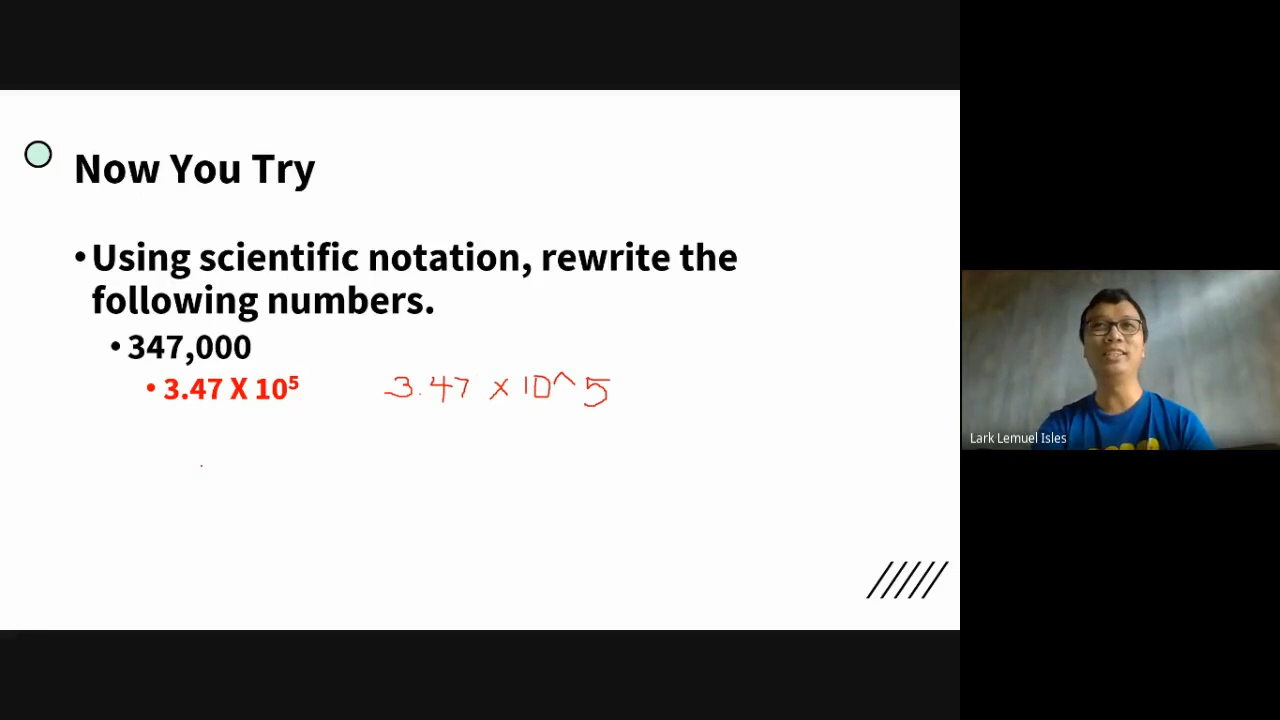 Now You Try
•Using scientific notation, rewrite the
following numbers.
•347,000
•3.47 X 10⁵
3.47 x 10^5
Lark Lemuel Isles